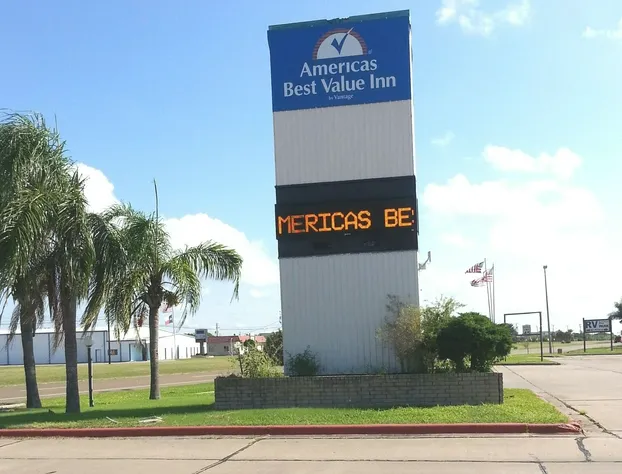 Americas
Best Value Inn
by Vantage
MERICAS BE
RV